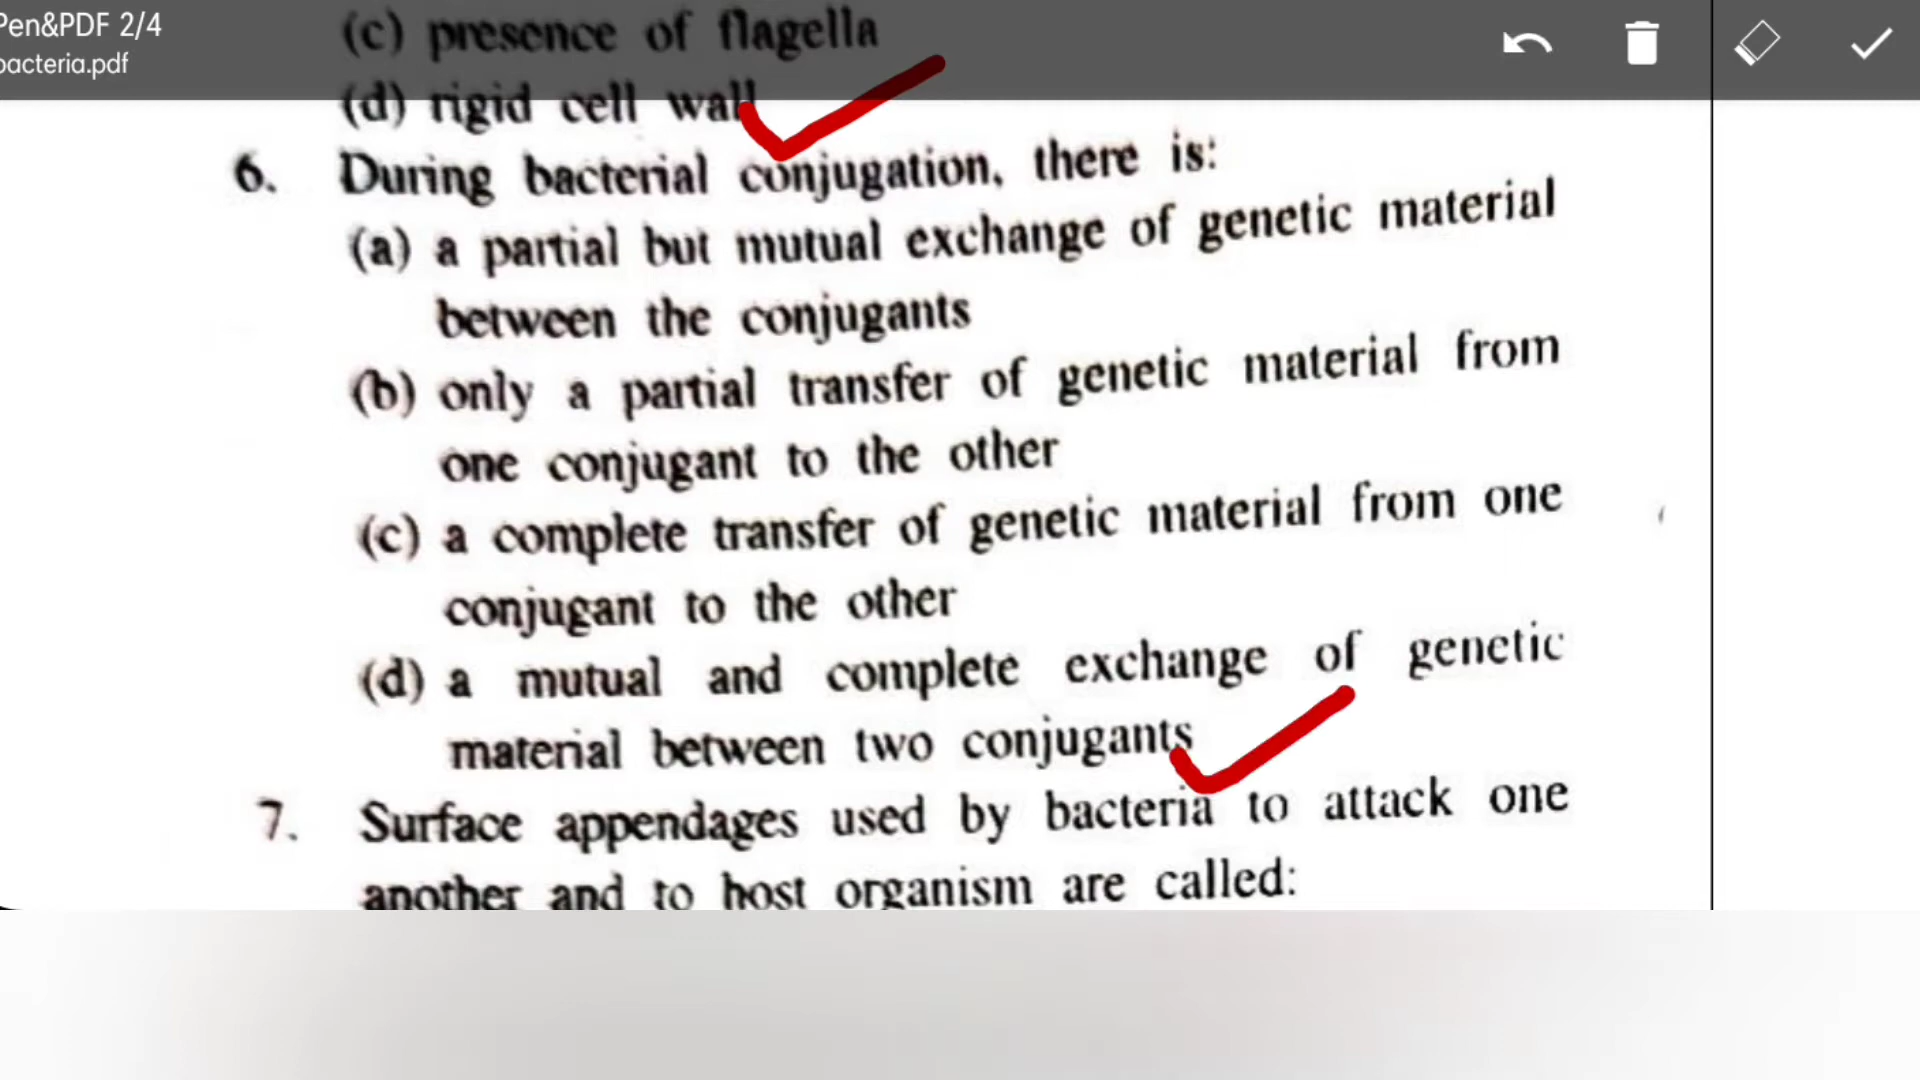 Pen&PDF 2/4
bacteria.pdf
(c) presence of flagella
(d) rigid cell wall
6. During bacterial conjugation, there is:
(a) a partial but mutual exchange of genetic material
between the conjugants
(b) only a partial transfer of genetic material from
one conjugant to the other
(c) a complete transfer of genetic material from one
conjugant to the other
(d) a mutual and complete exchange of genetic
material between two conjugants
7. Surface appendages used by bacteria to attack one
another and to host organism are called: